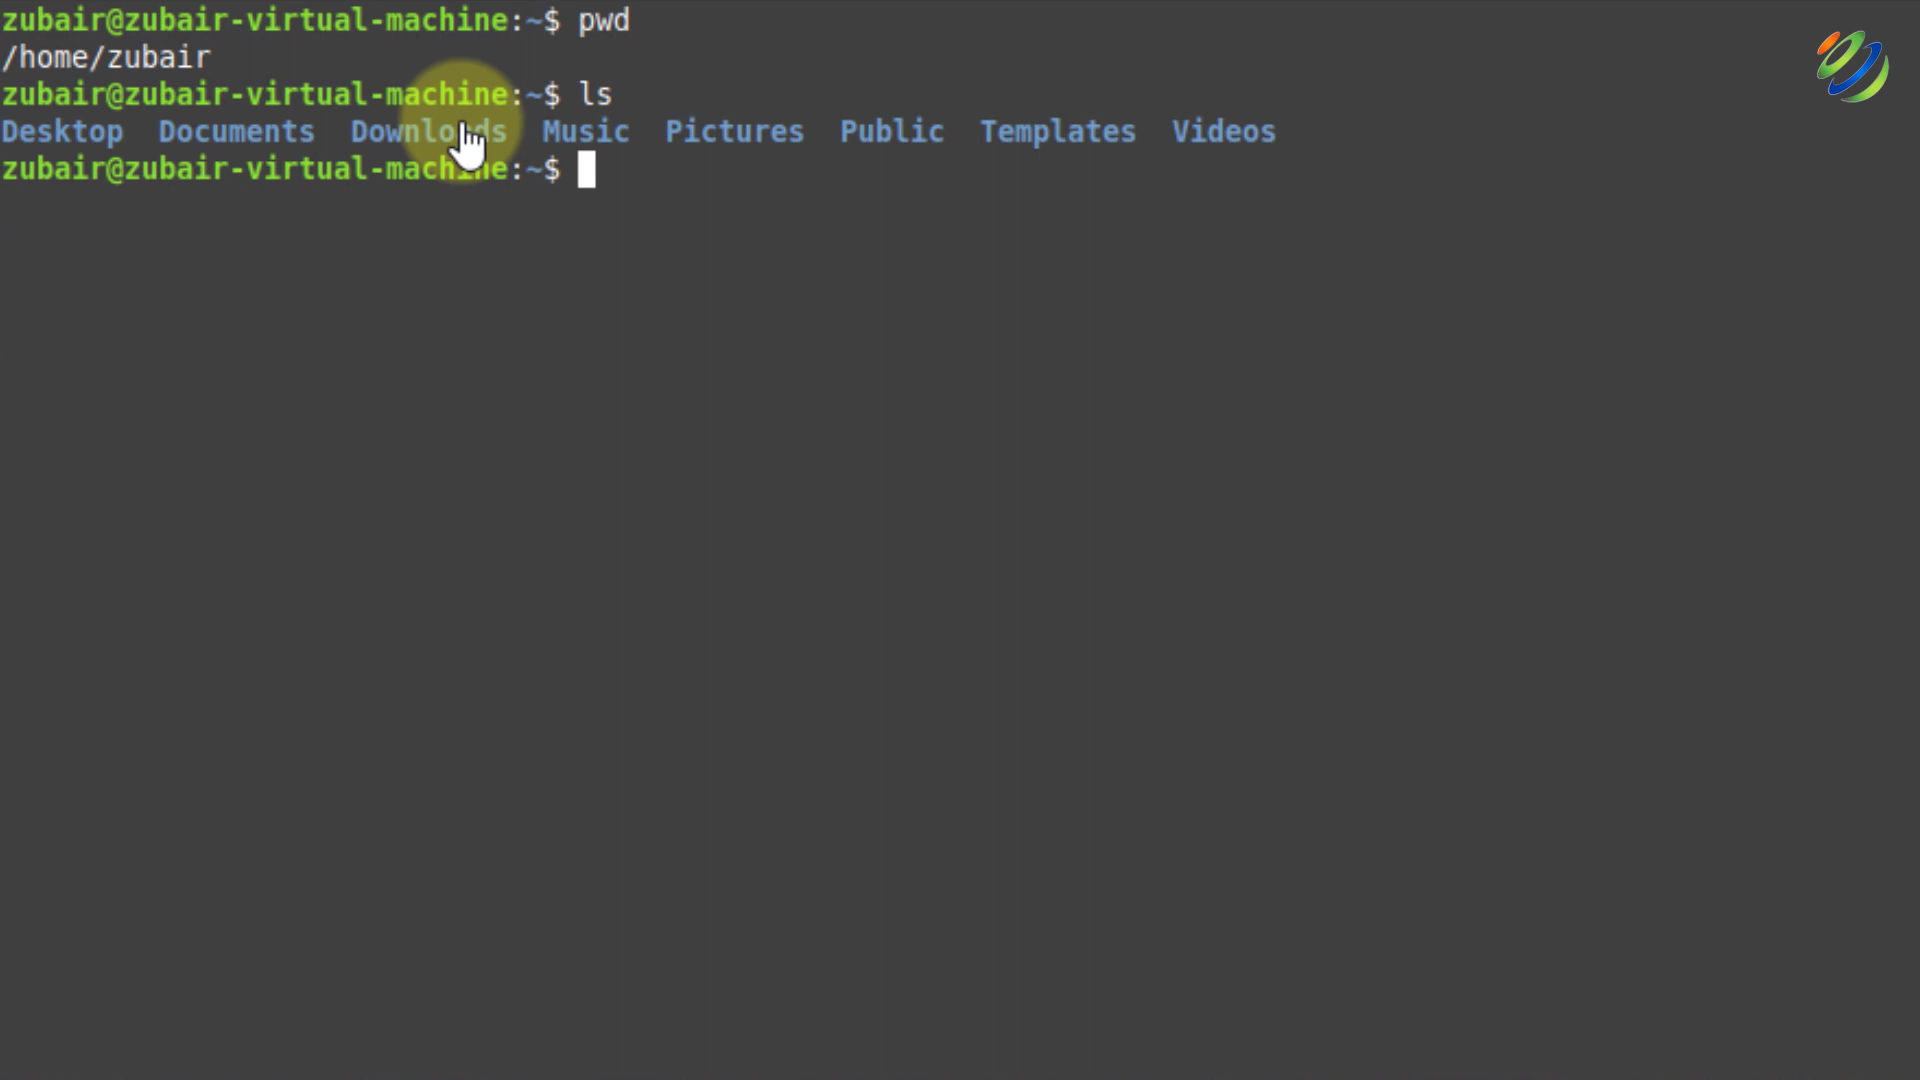 zubair@zubair-virtual-machine:~$ pwd
/home/zubair
zubair@zubair-virtual-machine:~$ ls
Desktop  Documents  Downloads  Music  Pictures  Public  Templates  Videos
zubair@zubair-virtual-machine:~$